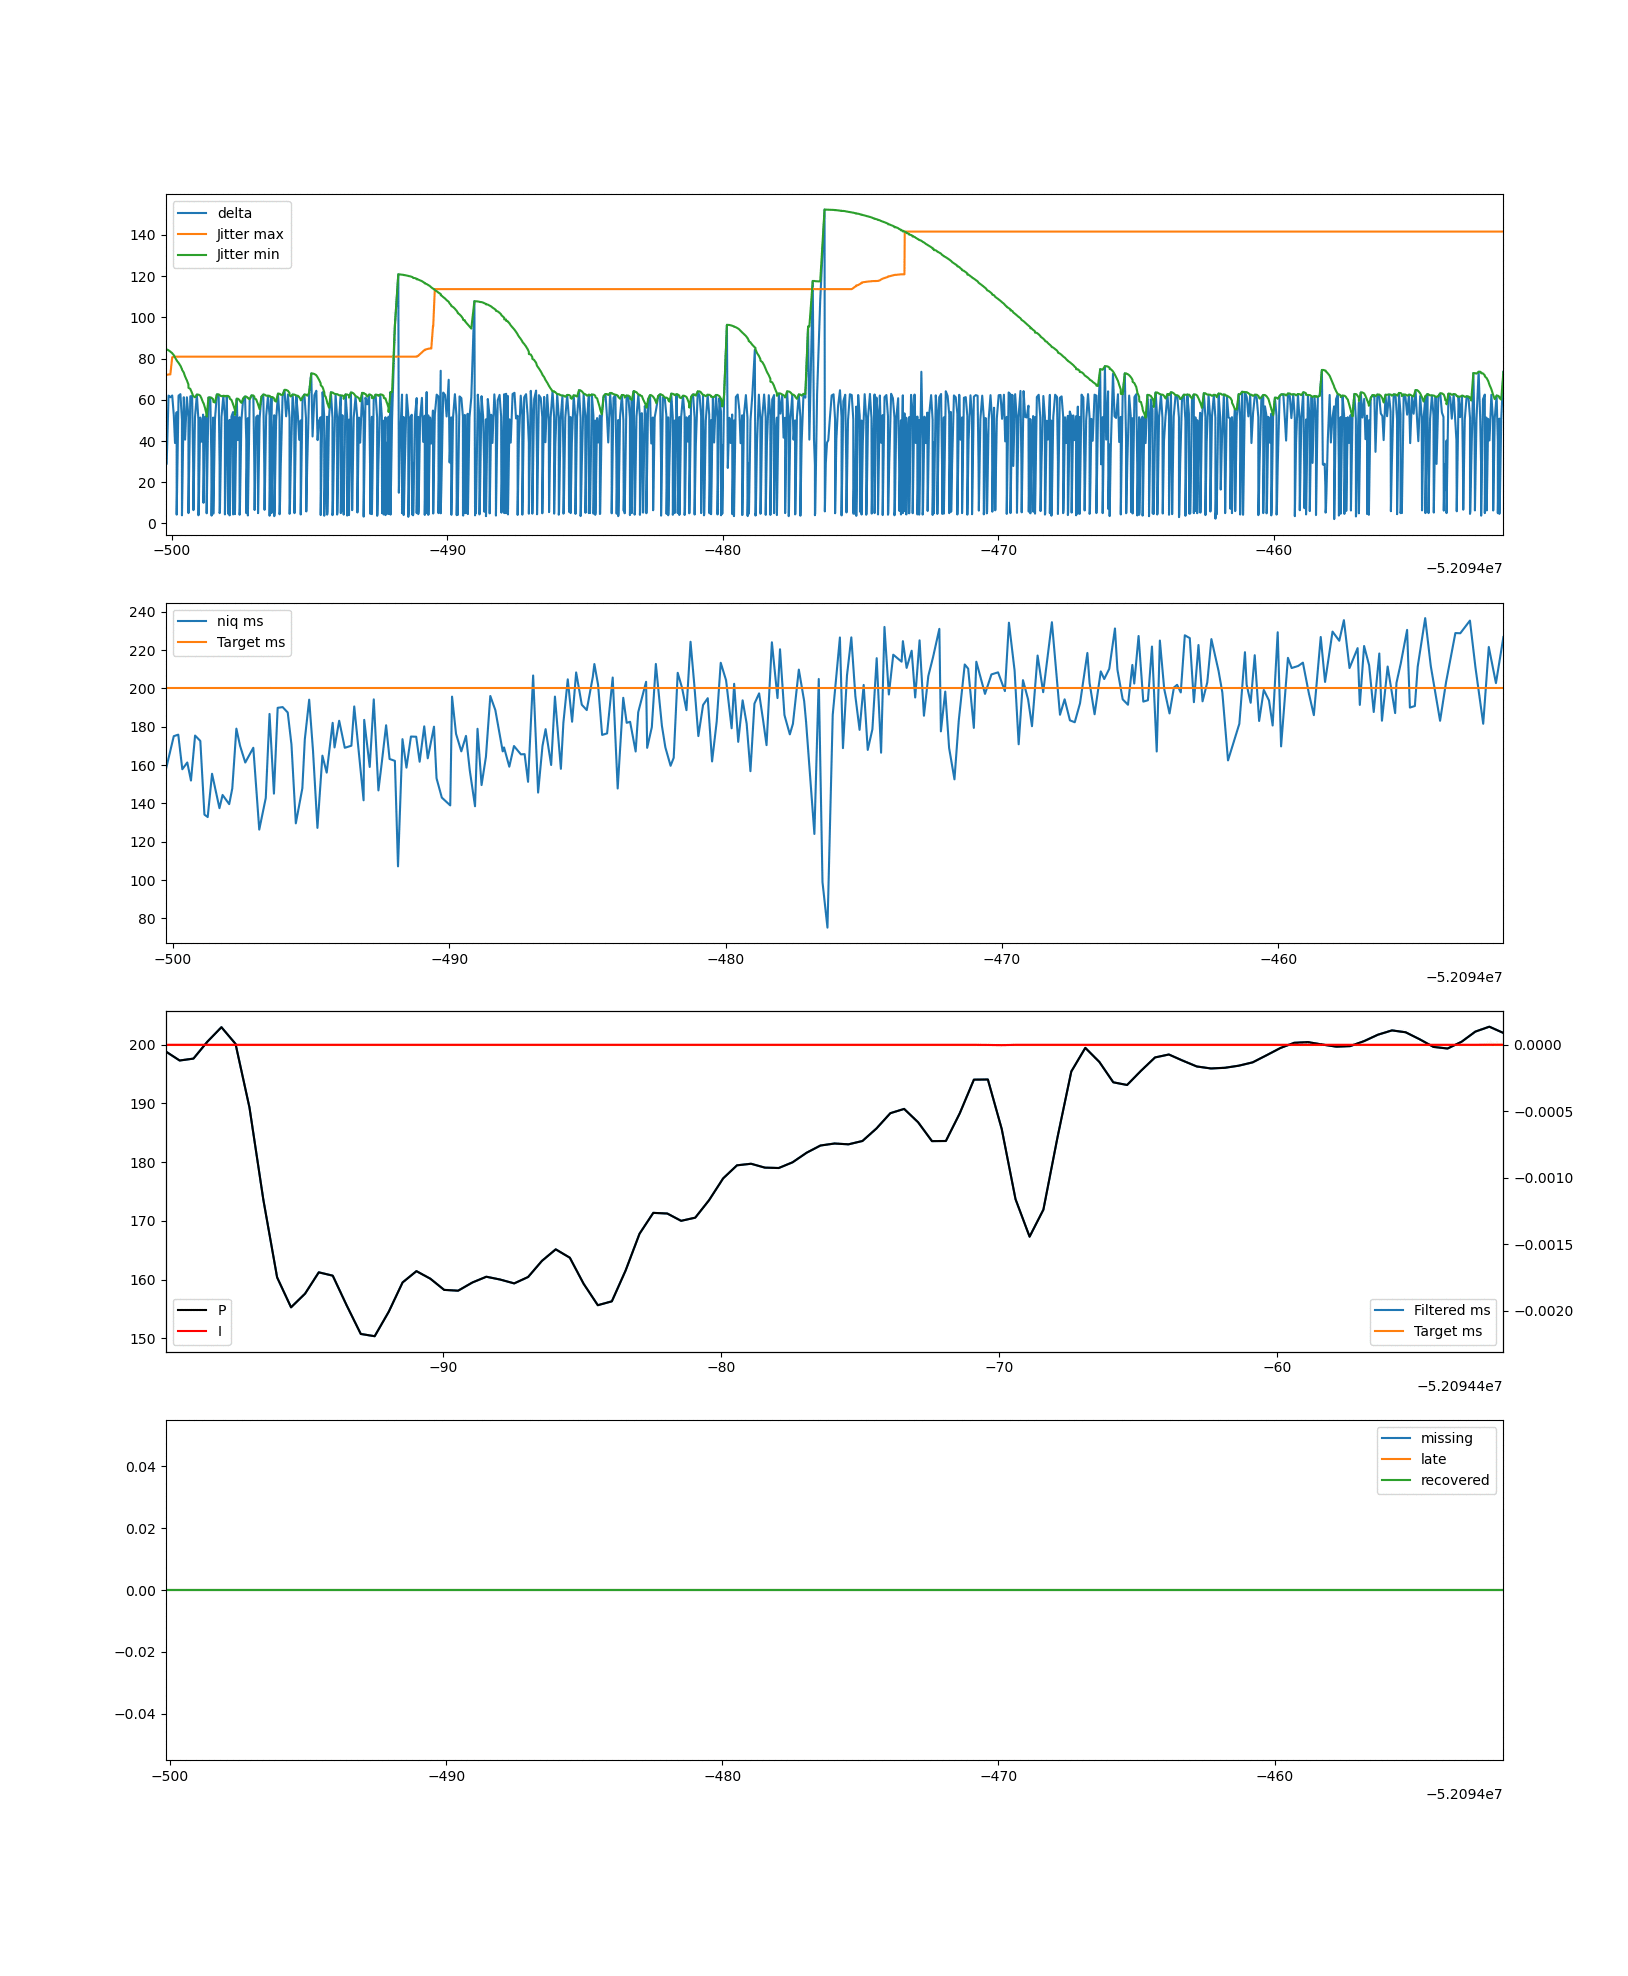 delta
Jitter max
Jitter min
140
120
100
80
60
40
20
0
−500 −490 −480 −470 −460
−5.2094e7
niq ms
Target ms
240
220
200
180
160
140
120
100
80
−500 −490 −480 −470 −460
−5.2094e7
200 0.0000
190 −0.0005
180 −0.0010
170 −0.0015
160 −0.0020
150
P Filtered ms
I Target ms
−90 −80 −70 −60
−5.20944e7
missing
late
recovered
0.04
0.02
0.00
−0.02
−0.04
−500 −490 −480 −470 −460
−5.2094e7